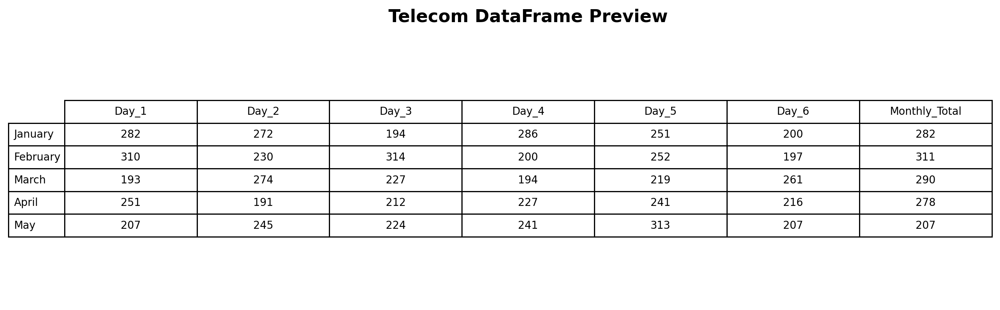 Telecom DataFrame Preview
Day_1 Day_2 Day_3 Day_4 Day_5 Day_6 Monthly_Total
January 282 272 194 286 251 200 282
February 310 230 314 200 252 197 311
March 193 274 227 194 219 261 290
April 251 191 212 227 241 216 278
May 207 245 224 241 313 207 207